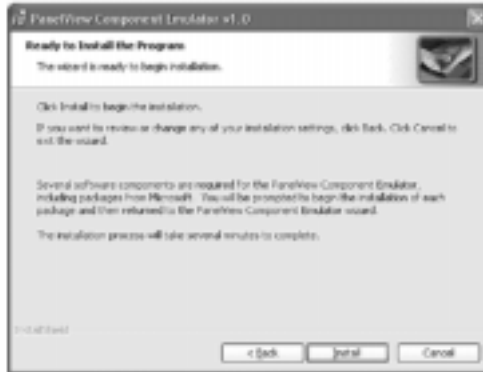 PanelView Component Emulator v1.0
Ready to Install the Program
The wizard is ready to begin installation.
Click Install to begin the installation.
If you want to review or change any of your installation settings, click Back. Click Cancel to
exit the wizard.
Several software components are required for the PanelView Component Emulator,
including packages from Microsoft. You will be prompted to begin the installation of each
package and then returned to the PanelView Component Emulator wizard.
The installation process will take several minutes to complete.
InstallShield
< Back
Install
Cancel